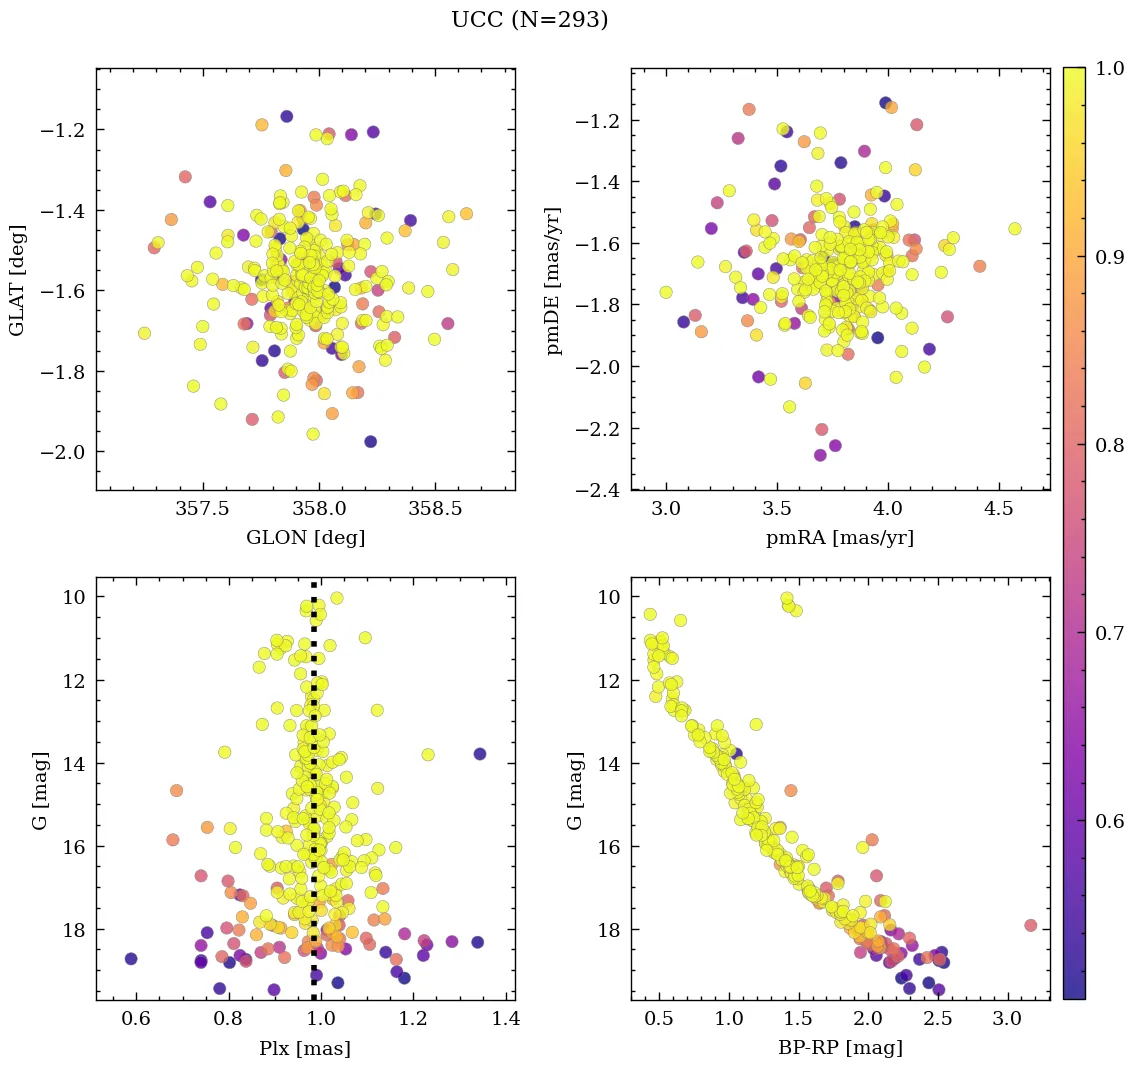 UCC (N=293)
−1.2
−1.4
−1.6
−1.8
−2.0
GLAT [deg]
357.5 358.0 358.5
GLON [deg]
−1.2
−1.4
−1.6
−1.8
−2.0
−2.2
−2.4
pmDE [mas/yr]
3.0 3.5 4.0 4.5
pmRA [mas/yr]
10
12
14
16
18
G [mag]
0.6 0.8 1.0 1.2 1.4
Plx [mas]
10
12
14
16
18
G [mag]
0.5 1.0 1.5 2.0 2.5 3.0
BP-RP [mag]
1.0
0.9
0.8
0.7
0.6